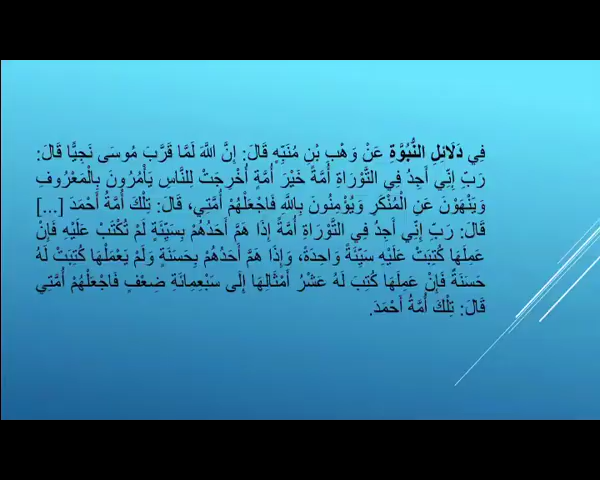 فِي دَلَائِلِ النُّبُوَّةِ عَنْ وَهْبِ بْنِ مُنَبِّهٍ قَالَ: إِنَّ اللَّهَ لَمَّا قَرَّبَ مُوسَى نَجِيًّا قَالَ:
رَبِّ إِنِّي أَجِدُ فِي التَّوْرَاةِ أُمَّةً خَيْرَ أُمَّةٍ أُخْرِجَتْ لِلنَّاسِ يَأْمُرُونَ بِالْمَعْرُوفِ
وَيَنْهَوْنَ عَنِ الْمُنْكَرِ وَيُؤْمِنُونَ بِاللَّهِ فَاجْعَلْهُمْ أُمَّتِي، قَالَ: تِلْكَ أُمَّةُ أَحْمَدَ [...]
قَالَ: رَبِّ إِنِّي أَجِدُ فِي التَّوْرَاةِ أُمَّةً إِذَا هَمَّ أَحَدُهُمْ بِسَيِّئَةٍ لَمْ تُكْتَبْ عَلَيْهِ فَإِنْ
عَمِلَهَا كُتِبَتْ عَلَيْهِ سَيِّئَةً وَاحِدَةً، وَإِذَا هَمَّ أَحَدُهُمْ بِحَسَنَةٍ وَلَمْ يَعْمَلْهَا كُتِبَتْ لَهُ
حَسَنَةٌ فَإِنْ عَمِلَهَا كُتِبَ لَهُ عَشْرُ أَمْثَالِهَا إِلَى سَبْعِمِائَةِ ضِعْفٍ فَاجْعَلْهُمْ أُمَّتِي
قَالَ: تِلْكَ أُمَّةُ أَحْمَدَ.